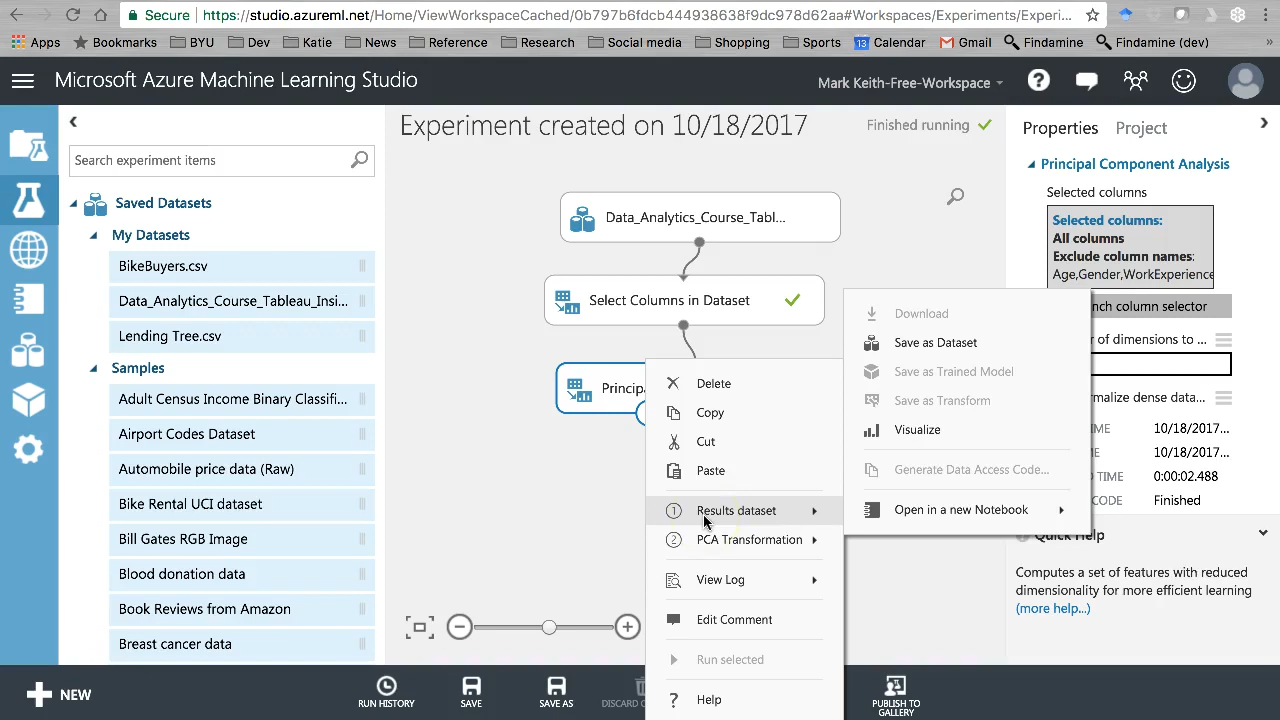 Secure https://studio.azureml.net/Home/ViewWorkspaceCached/0b797b6fdcb444938638f9dc978d62aa#Workspaces/Experiments/Experi...
Apps Bookmarks BYU Dev Katie News Reference Research Social media Shopping Sports 13 Calendar Gmail Findamine Findamine (dev) »
Microsoft Azure Machine Learning Studio
Mark Keith-Free-Workspace
Experiment created on 10/18/2017
Finished running
Properties Project
Search experiment items
Principal Component Analysis
Selected columns
Saved Datasets
Selected columns:
All columns
Exclude column names:
Age,Gender,WorkExperience
Data_Analytics_Course_Tabl...
My Datasets
BikeBuyers.csv
Data_Analytics_Course_Tableau_Insi...
Lending Tree.csv
Select Columns in Dataset
nch column selector
r of dimensions to ...
Princip
Samples
Adult Census Income Binary Classifi...
Airport Codes Dataset
Automobile price data (Raw)
Bike Rental UCI dataset
Bill Gates RGB Image
Blood donation data
Book Reviews from Amazon
Breast cancer data
Delete
Copy
Cut
Paste
1 Results dataset
2 PCA Transformation
View Log
Edit Comment
Run selected
? Help
Download
Save as Dataset
Save as Trained Model
Save as Transform
Visualize
Generate Data Access Code...
Open in a new Notebook
rmalize dense data...
IME 10/18/2017...
E 10/18/2017...
D TIME 0:00:02.488
CODE Finished
Quick Help
Computes a set of features with reduced
dimensionality for more efficient learning
(more help...)
NEW
RUN HISTORY
SAVE
SAVE AS
DISCARD C
PUBLISH TO
GALLERY